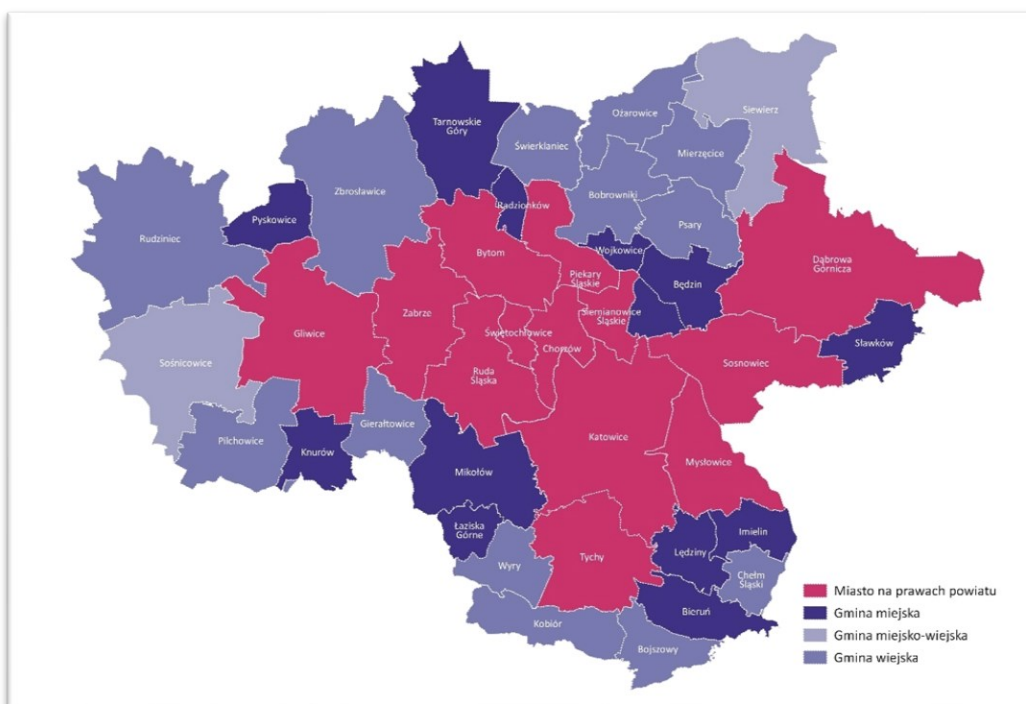 Tarnowskie
Góry
Świerklaniec
Ożarowice
Siewierz
Mierzęcice
Zbrosławice
Radzionków
Bobrowniki
Pyskowice
Psary
Rudziniec
Bytom
Wojkowice
Dąbrowa
Górnicza
Piekary
Śląskie
Będzin
Zabrze
Siemianowice
Śląskie
Gliwice
Świętochłowice
Chorzów
Sławków
Sośnicowice
Ruda
Śląska
Sosnowiec
Gierałtowice
Pilchowice
Knurów
Katowice
Mysłowice
Mikołów
Łaziska
Górne
Imielin
Lędziny
Tychy
Wyry
Chełm
Śląski
Bieruń
Kobiór
Bojszowy
Miasto na prawach powiatu
Gmina miejska
Gmina miejsko-wiejska
Gmina wiejska